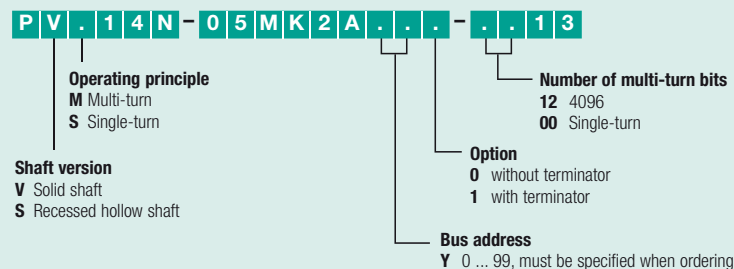 PV.14N-05MK2A...-..13
Operating principle
M Multi-turn
S Single-turn
Number of multi-turn bits
12 4096
00 Single-turn
Shaft version
V Solid shaft
S Recessed hollow shaft
Option
0 without terminator
1 with terminator
Bus address
Y 0 ... 99, must be specified when ordering